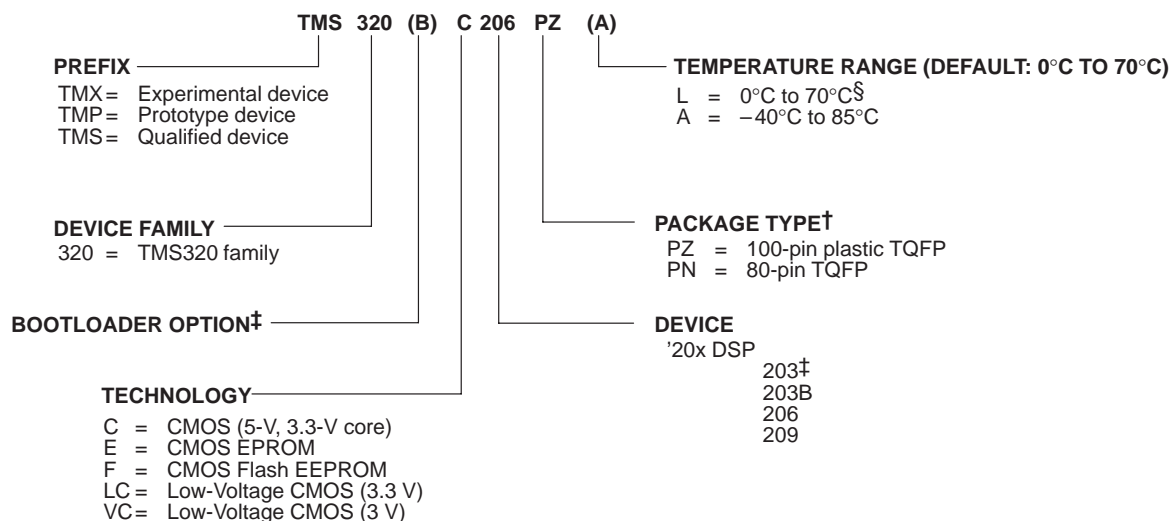 TMS 320 (B) C 206 PZ (A)
PREFIX
TMX = Experimental device
TMP = Prototype device
TMS = Qualified device
TEMPERATURE RANGE (DEFAULT: 0°C TO 70°C)
L = 0°C to 70°C§
A = –40°C to 85°C
DEVICE FAMILY
320 = TMS320 family
PACKAGE TYPE†
PZ = 100-pin plastic TQFP
PN = 80-pin TQFP
BOOTLOADER OPTION‡
DEVICE
'20x DSP
203‡
203B
206
209
TECHNOLOGY
C = CMOS (5-V, 3.3-V core)
E = CMOS EPROM
F = CMOS Flash EEPROM
LC = Low-Voltage CMOS (3.3 V)
VC = Low-Voltage CMOS (3 V)